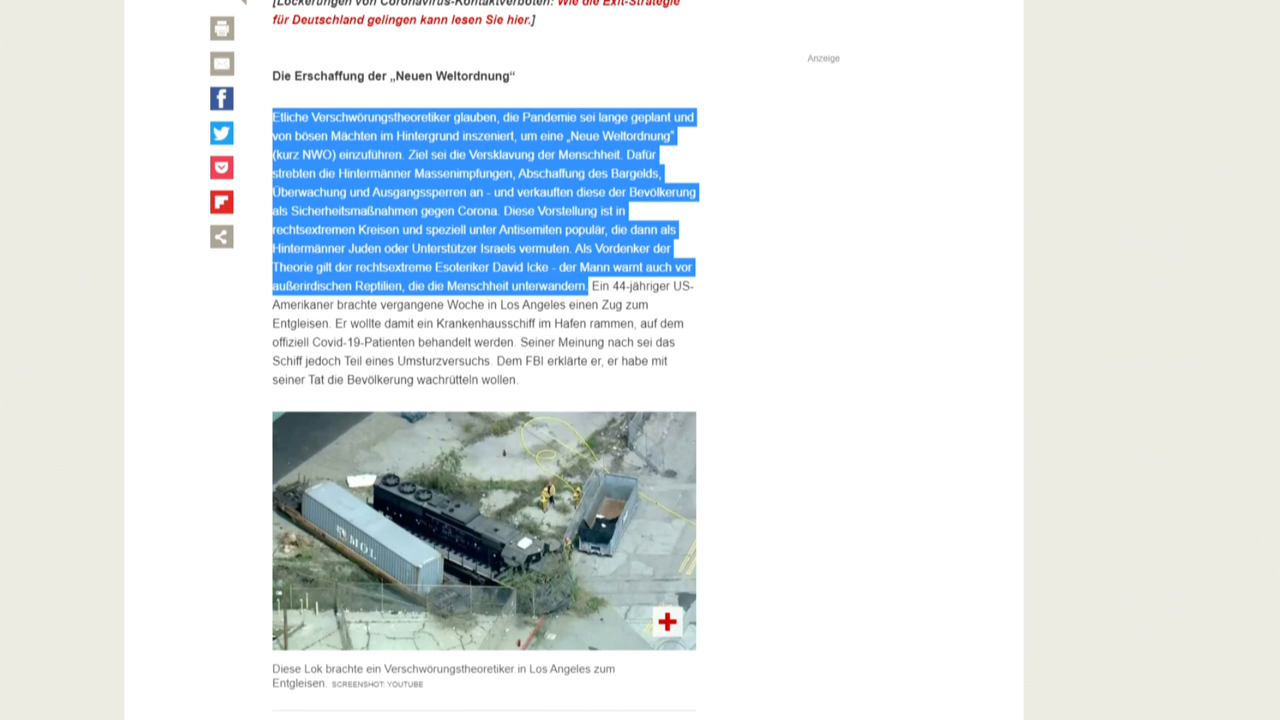 [Lockerungen von Coronavirus-Kontaktverboten: Wie die Exit-Strategie
für Deutschland gelingen kann lesen Sie hier.]
Anzeige
Die Erschaffung der „Neuen Weltordnung“
Etliche Verschwörungstheoretiker glauben, die Pandemie sei lange geplant und
von bösen Mächten im Hintergrund inszeniert, um eine „Neue Weltordnung“
(kurz NWO) einzuführen. Ziel sei die Versklavung der Menschheit. Dafür
strebten die Hintermänner Massenimpfungen, Abschaffung des Bargelds,
Überwachung und Ausgangssperren an - und verkauften diese der Bevölkerung
als Sicherheitsmaßnahmen gegen Corona. Diese Vorstellung ist in
rechtsextremen Kreisen und speziell unter Antisemiten populär, die dann als
Hintermänner Juden oder Unterstützer Israels vermuten. Als Vordenker der
Theorie gilt der rechtsextreme Esoteriker David Icke - der Mann warnt auch vor
außerirdischen Reptilien, die die Menschheit unterwandern. Ein 44-jähriger US-
Amerikaner brachte vergangene Woche in Los Angeles einen Zug zum
Entgleisen. Er wollte damit ein Krankenhausschiff im Hafen rammen, auf dem
offiziell Covid-19-Patienten behandelt werden. Seiner Meinung nach sei das
Schiff jedoch Teil eines Umsturzversuchs. Dem FBI erklärte er, er habe mit
seiner Tat die Bevölkerung wachrütteln wollen.
MOL
Diese Lok brachte ein Verschwörungstheoretiker in Los Angeles zum
Entgleisen. SCREENSHOT: YOUTUBE